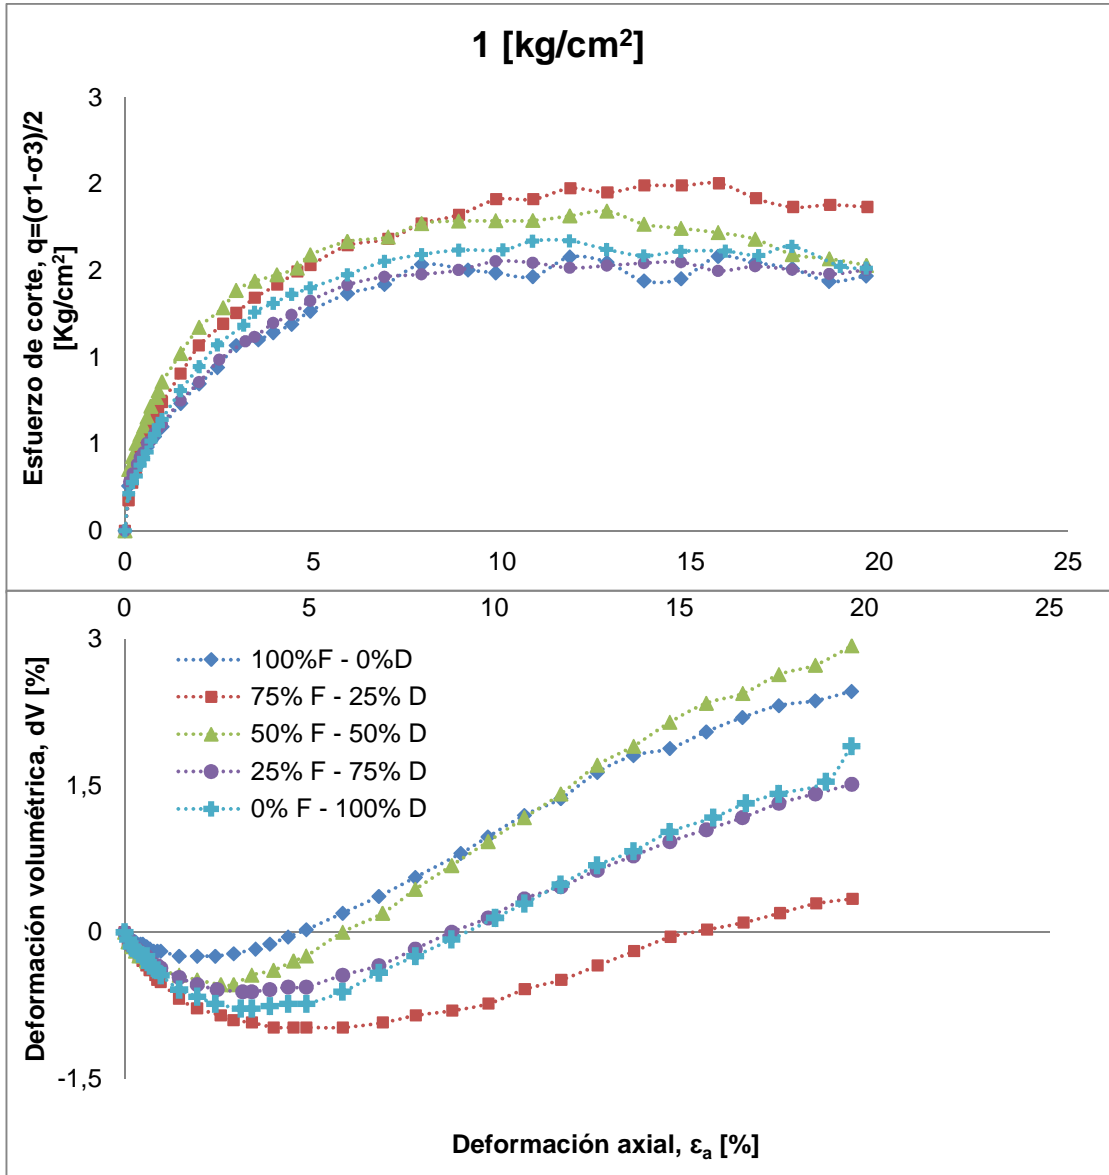 1 [kg/cm²]
Esfuerzo de corte, q=(σ1-σ3)/2
[Kg/cm²]
3
2
2
1
1
0
0 5 10 15 20 25
0 5 10 15 20 25
Deformación volumétrica, dV [%]
3
1,5
0
-1,5
100%F - 0%D
75% F - 25% D
50% F - 50% D
25% F - 75% D
0% F - 100% D
Deformación axial, εa [%]